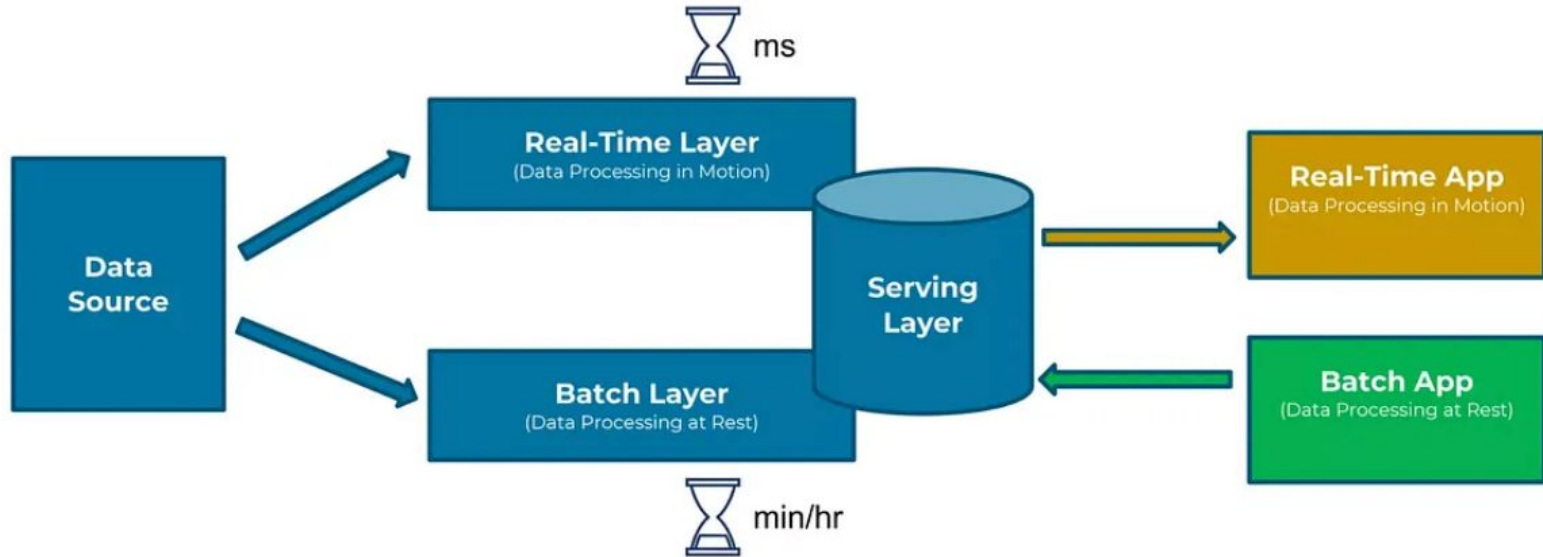 ms
Real-Time Layer
(Data Processing in Motion)
Data
Source
Batch Layer
(Data Processing at Rest)
min/hr
Serving
Layer
Real-Time App
(Data Processing in Motion)
Batch App
(Data Processing at Rest)